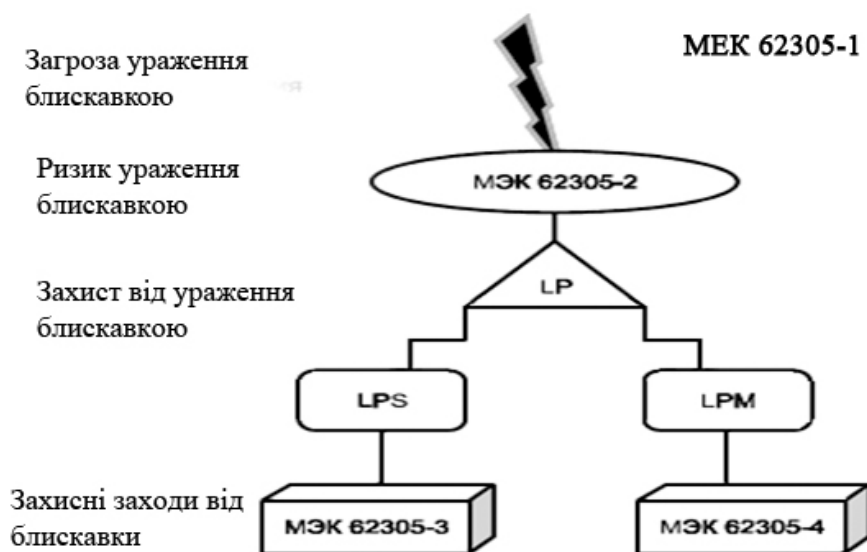 Загроза ураження
блискавкою
МЕК 62305-1
Ризик ураження
блискавкою
МЭК 62305-2
Захист від ураження
блискавкою
LP
LPS
LPM
Захисні заходи від
блискавки
МЭК 62305-3
МЭК 62305-4